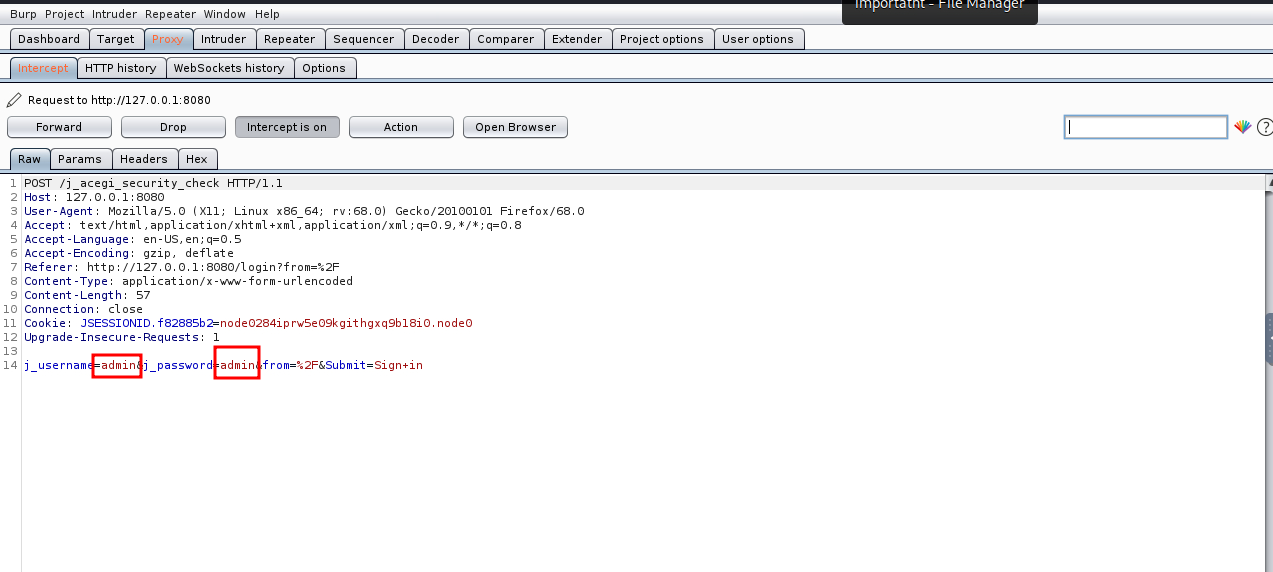 Importatnt - File Manager
Burp Project Intruder Repeater Window Help
Dashboard Target Proxy Intruder Repeater Sequencer Decoder Comparer Extender Project options User options
Intercept HTTP history WebSockets history Options
Request to http://127.0.0.1:8080
Forward Drop Intercept is on Action Open Browser ?
Raw Params Headers Hex
1 POST /j_acegi_security_check HTTP/1.1
2 Host: 127.0.0.1:8080
3 User-Agent: Mozilla/5.0 (X11; Linux x86_64; rv:68.0) Gecko/20100101 Firefox/68.0
4 Accept: text/html,application/xhtml+xml,application/xml;q=0.9,*/*;q=0.8
5 Accept-Language: en-US,en;q=0.5
6 Accept-Encoding: gzip, deflate
7 Referer: http://127.0.0.1:8080/login?from=%2F
8 Content-Type: application/x-www-form-urlencoded
9 Content-Length: 57
10 Connection: close
11 Cookie: JSESSIONID.f82885b2=node0284iprw5e09kgithgxq9b18i0.node0
12 Upgrade-Insecure-Requests: 1
13
14 j_username=admin&j_password=admin&from=%2F&Submit=Sign+in